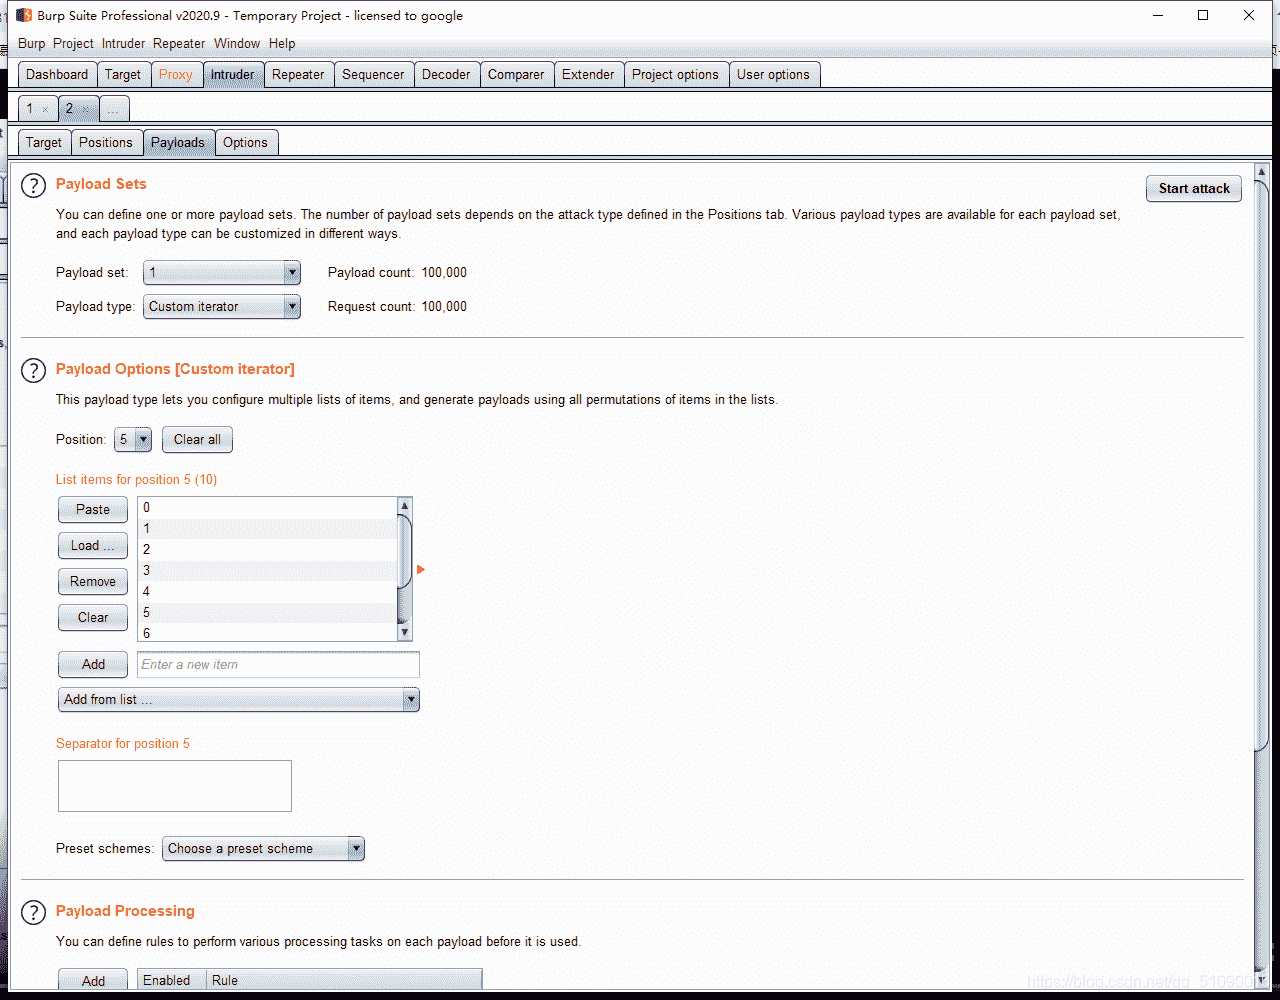 Burp Suite Professional v2020.9 - Temporary Project - licensed to google
Burp Project Intruder Repeater Window Help
Dashboard Target Proxy Intruder Repeater Sequencer Decoder Comparer Extender Project options User options
1 × 2 × ...
Target Positions Payloads Options
? Payload Sets
Start attack
You can define one or more payload sets. The number of payload sets depends on the attack type defined in the Positions tab. Various payload types are available for each payload set,
and each payload type can be customized in different ways.
Payload set: 1 Payload count: 100,000
Payload type: Custom iterator Request count: 100,000
? Payload Options [Custom iterator]
This payload type lets you configure multiple lists of items, and generate payloads using all permutations of items in the lists.
Position: 5 Clear all
List items for position 5 (10)
Paste
Load ...
Remove
Clear
0
1
2
3
4
5
6
Add Enter a new item
Add from list ...
Separator for position 5
Preset schemes: Choose a preset scheme
? Payload Processing
You can define rules to perform various processing tasks on each payload before it is used.
Add Enabled Rule